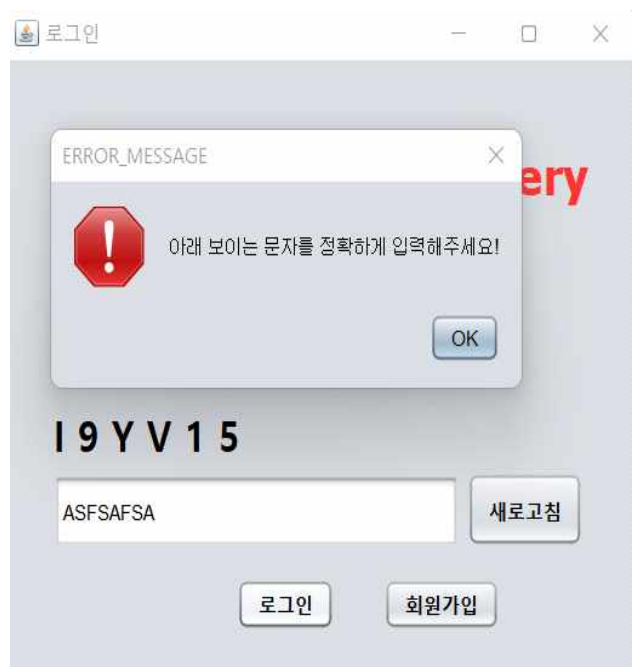 로그인
ERROR_MESSAGE
ery
아래 보이는 문자를 정확하게 입력해주세요!
OK
I 9 Y V 1 5
ASFSAFSA
새로고침
로그인
회원가입